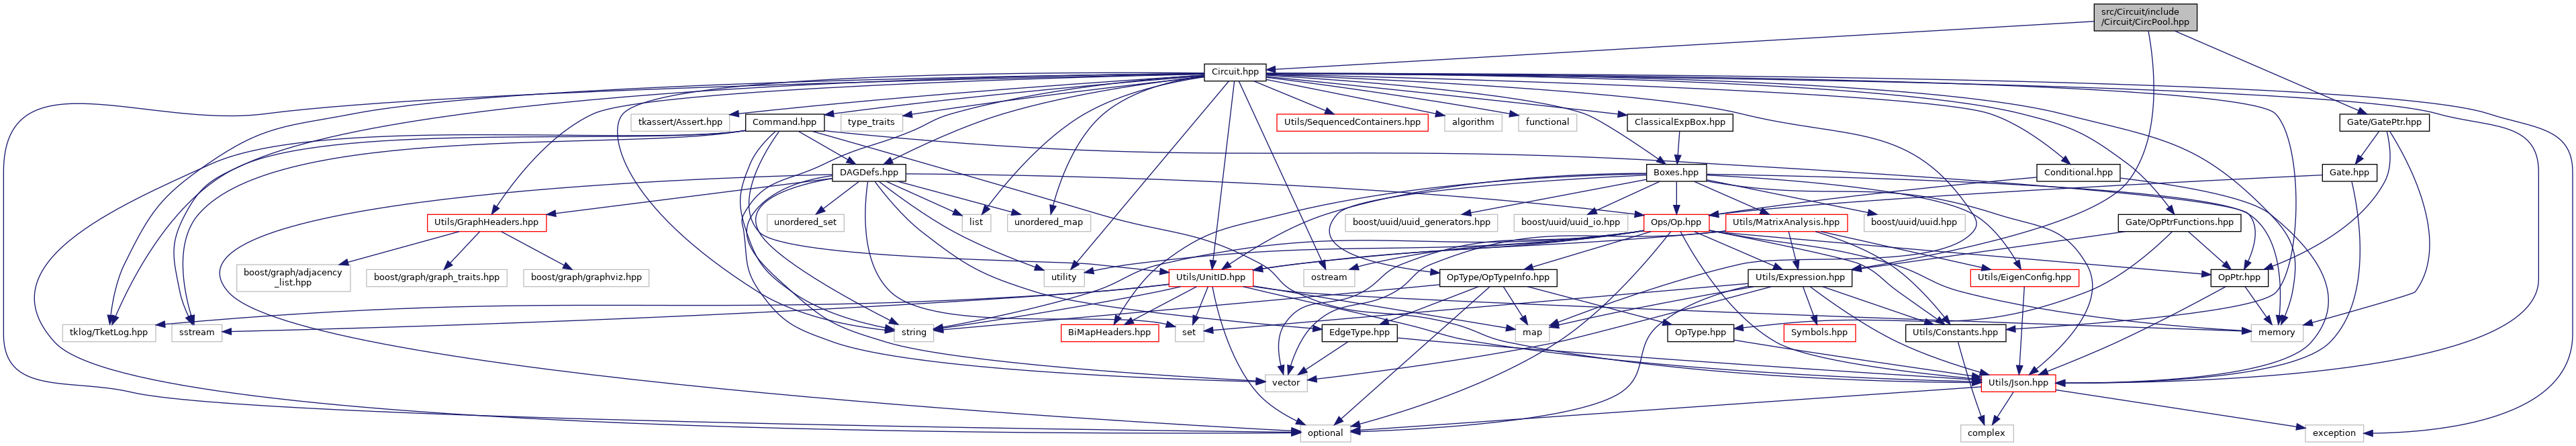 src/Circuit/include
/Circuit/CircPool.hpp
Circuit.hpp
tkassert/Assert.hpp
Command.hpp
type_traits
Utils/SequencedContainers.hpp
algorithm
functional
ClassicalExpBox.hpp
Gate/GatePtr.hpp
DAGDefs.hpp
Boxes.hpp
Conditional.hpp
Gate.hpp
Utils/GraphHeaders.hpp
unordered_set
list
unordered_map
boost/uuid/uuid_generators.hpp
boost/uuid/uuid_io.hpp
Ops/Op.hpp
Utils/MatrixAnalysis.hpp
boost/uuid/uuid.hpp
Gate/OpPtrFunctions.hpp
boost/graph/adjacency
_list.hpp
boost/graph/graph_traits.hpp
boost/graph/graphviz.hpp
utility
Utils/UnitID.hpp
ostream
OpType/OpTypeInfo.hpp
Utils/Expression.hpp
Utils/EigenConfig.hpp
OpPtr.hpp
tklog/TketLog.hpp
sstream
string
BiMapHeaders.hpp
set
EdgeType.hpp
OpType.hpp
map
Symbols.hpp
Utils/Constants.hpp
memory
vector
Utils/Json.hpp
optional
complex
exception